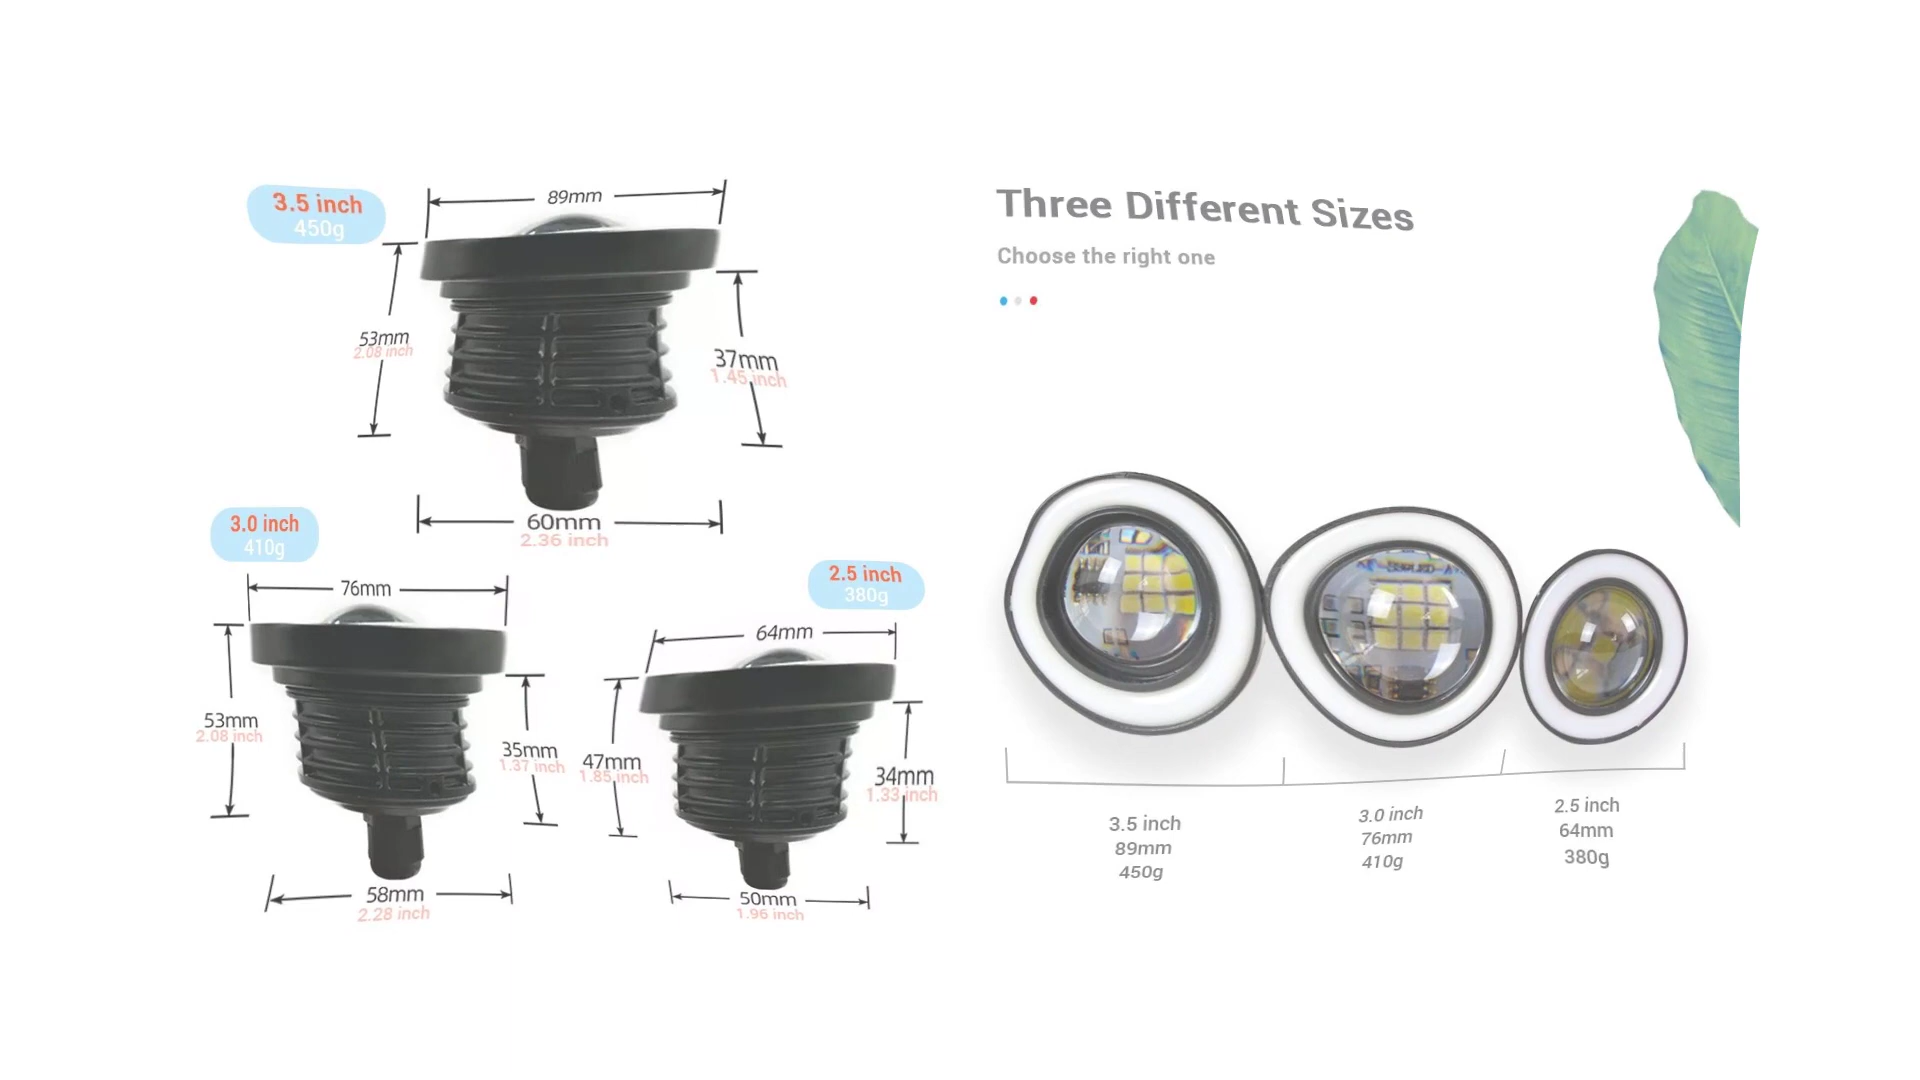 3.5 inch
450g
89mm
53mm
2.08 inch
37mm
1.45 inch
60mm
2.36 inch
3.0 inch
410g
76mm
53mm
2.08 inch
35mm
1.37 inch
58mm
2.28 inch
2.5 inch
380g
64mm
47mm
1.85 inch
34mm
1.33 inch
50mm
1.96 inch
Three Different Sizes
Choose the right one
3.5 inch
89mm
450g
3.0 inch
76mm
410g
2.5 inch
64mm
380g